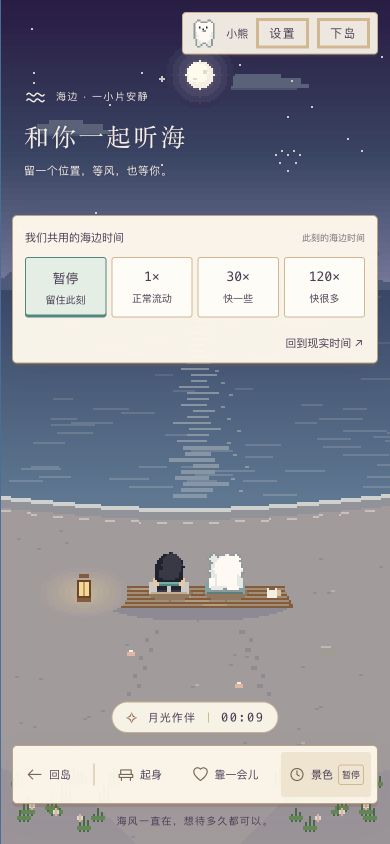 小熊 设置 下岛
海边 · 一小片安静
和你一起听海
留一个位置，等风，也等你。
我们共用的海边时间 此刻的海边时间
暂停 1× 30× 120×
留住此刻 正常流动 快一些 快很多
回到现实时间 ↗
月光作伴 | 00:09
回岛 起身 靠一会儿 景色 暂停
海风一直在，想待多久都可以。